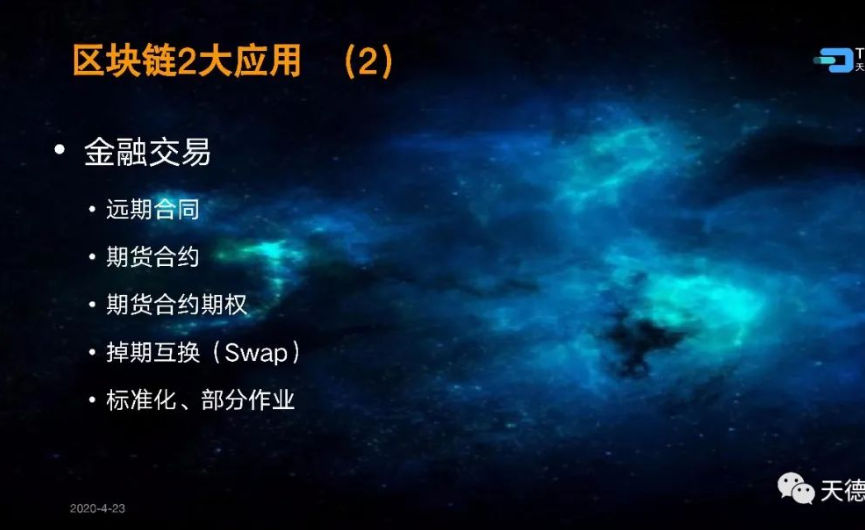 区块链2大应用 （2）
• 金融交易
• 远期合同
• 期货合约
• 期货合约期权
• 掉期互换（Swap）
• 标准化、部分作业
2020-4-23
T
天
天德